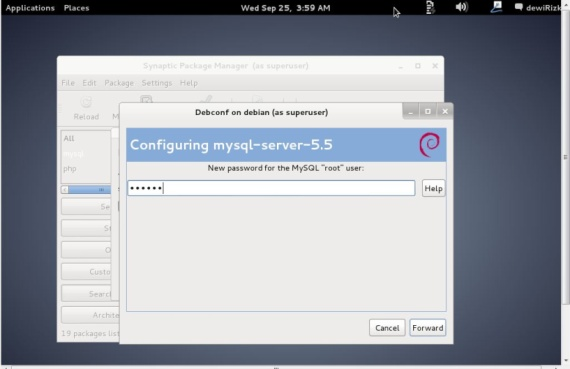 Applications Places Wed Sep 25, 3:59 AM dewiRizk
Synaptic Package Manager (as superuser)
File Edit Package Settings Help
Reload
Debconf on debian (as superuser)
All
php
Configuring mysql-server-5.5
New password for the MySQL "root" user:
••••••
Help
Se
St
O
Custo
Search
Archite
19 packages list
Cancel Forward